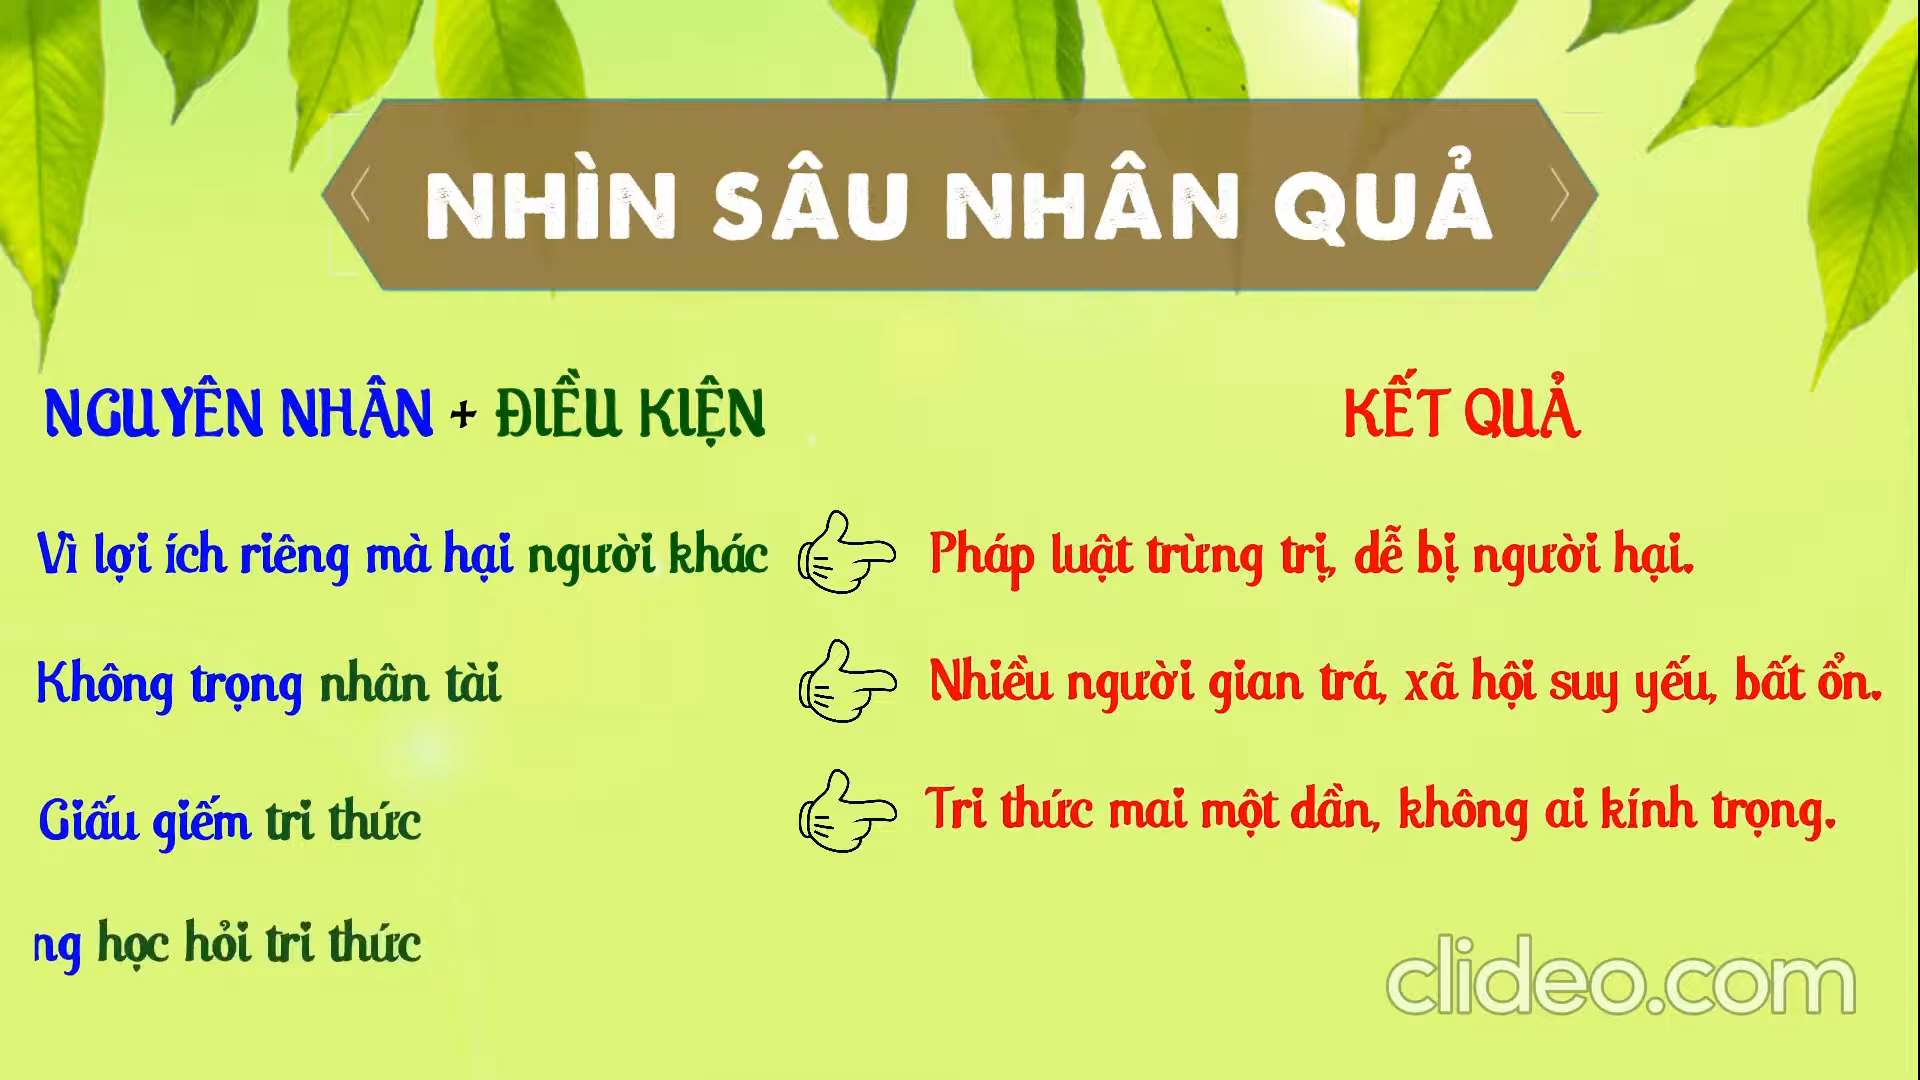 NHÌN SÂU NHÂN QUẢ
NGUYÊN NHÂN + ĐIỀU KIỆN KẾT QUẢ
Vì lợi ích riêng mà hại người khác Pháp luật trừng trị, dễ bị người hại.
Không trọng nhân tài Nhiều người gian trá, xã hội suy yếu, bất ổn.
Giấu giếm tri thức Tri thức mai một dần, không ai kính trọng.
ng học hỏi tri thức
clideo.com